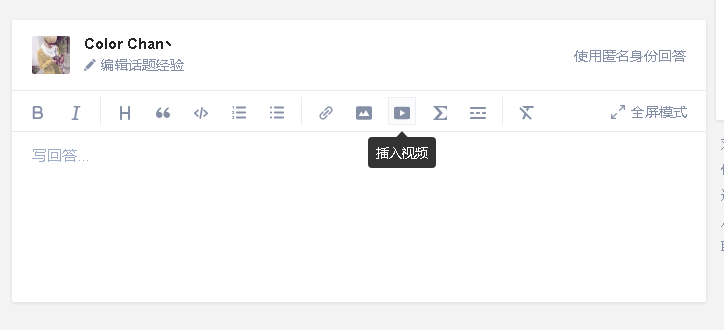 Color Chan丶
编辑话题经验
使用匿名身份回答
B I H
全屏模式
插入视频
写回答...